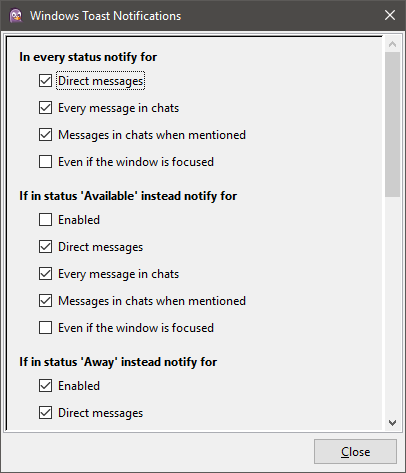 Windows Toast Notifications
In every status notify for
Direct messages
Every message in chats
Messages in chats when mentioned
Even if the window is focused
If in status 'Available' instead notify for
Enabled
Direct messages
Every message in chats
Messages in chats when mentioned
Even if the window is focused
If in status 'Away' instead notify for
Enabled
Direct messages
Close